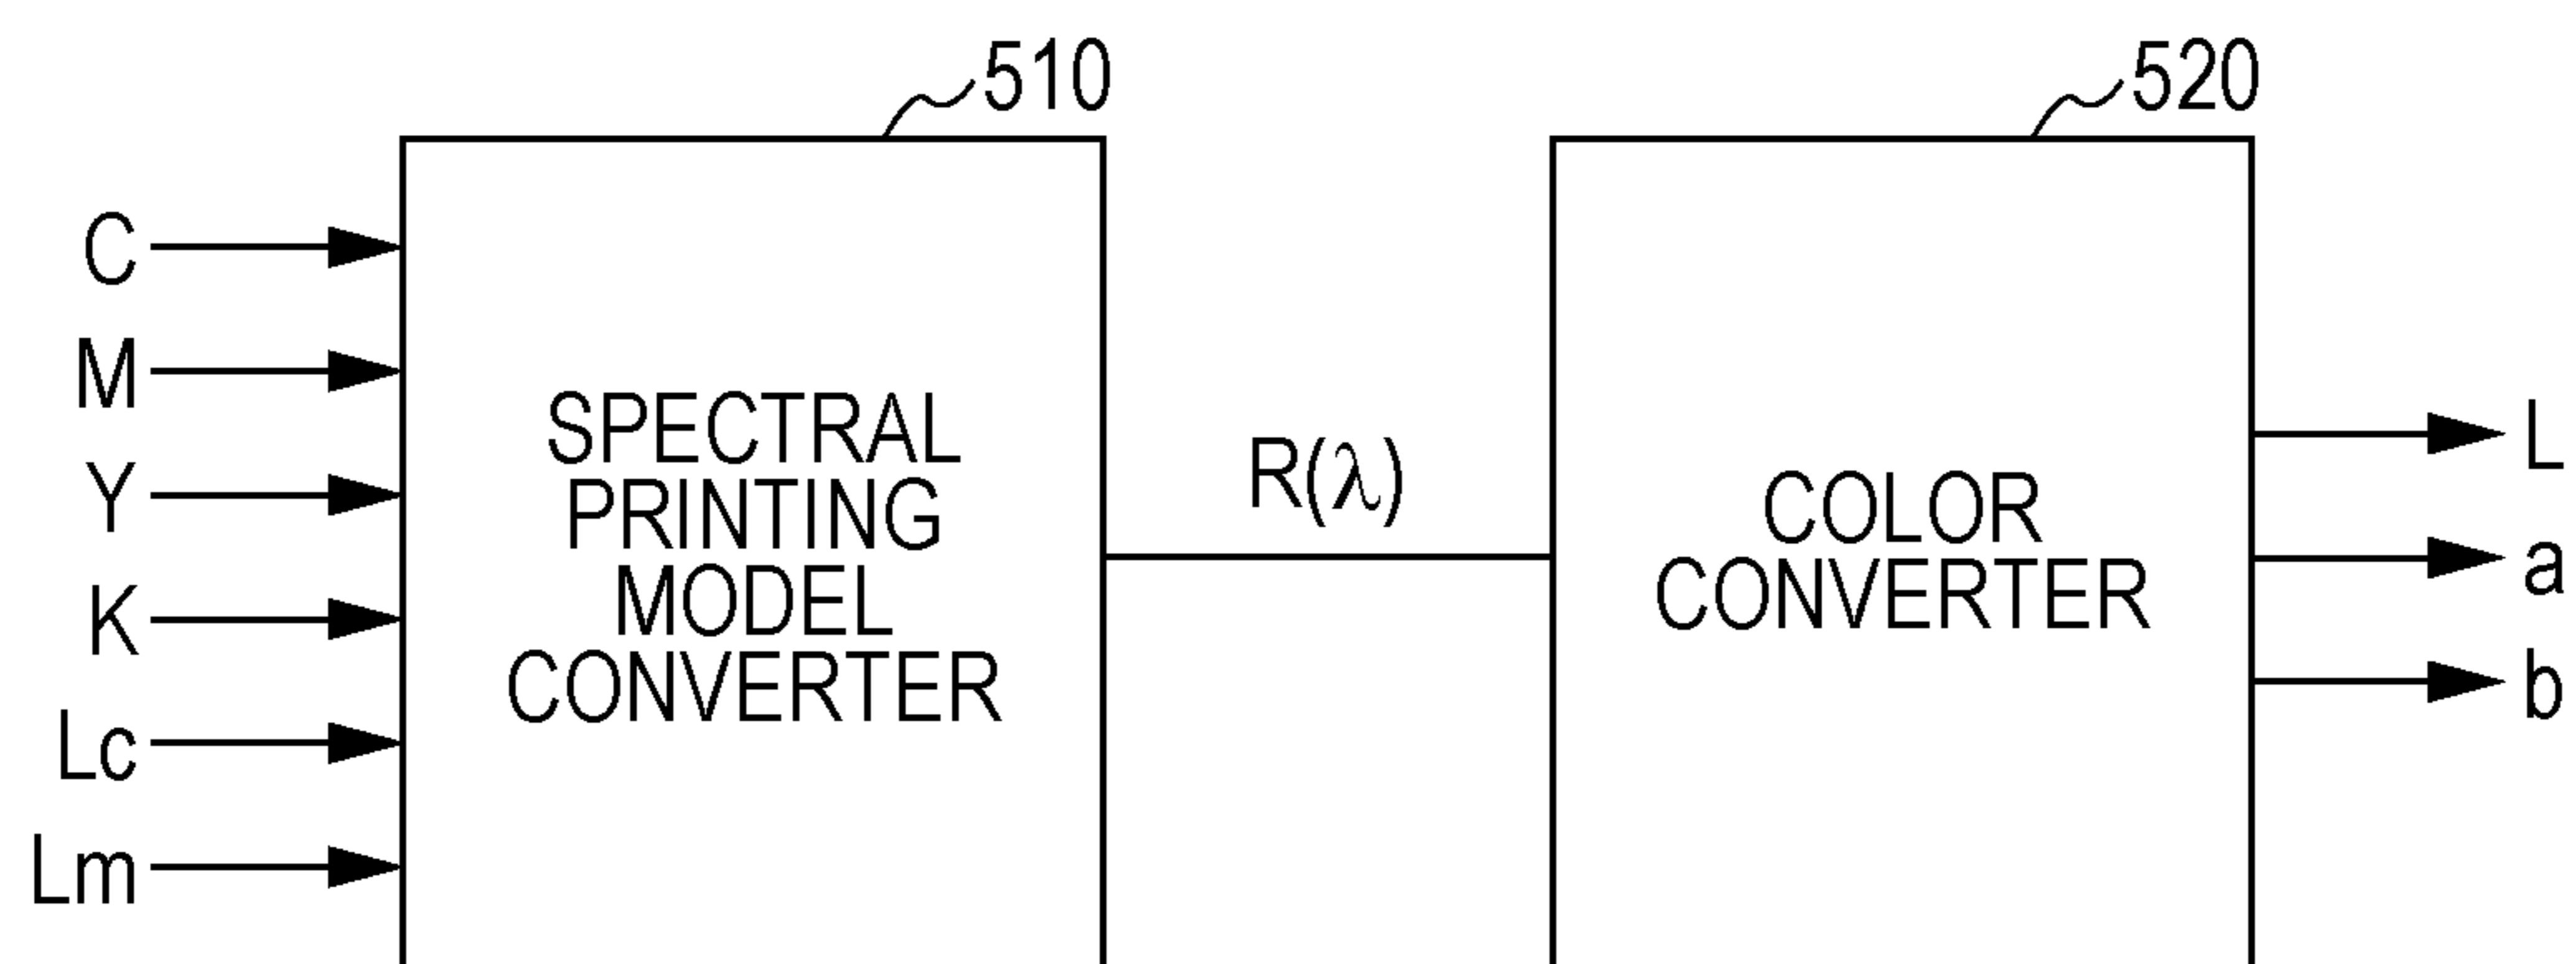 510
520
C
M
Y
K
Lc
Lm
SPECTRAL
PRINTING
MODEL
CONVERTER
R(λ)
COLOR
CONVERTER
L
a
b